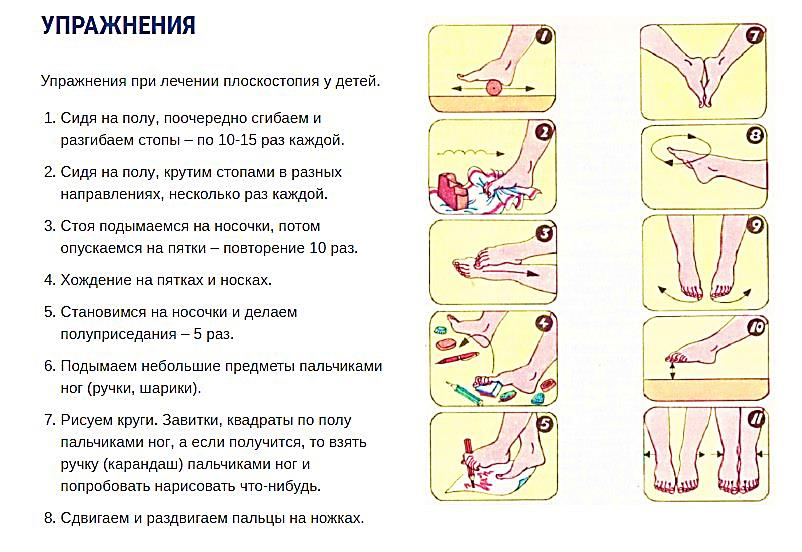 УПРАЖНЕНИЯ
Упражнения при лечении плоскостопия у детей.
1. Сидя на полу, поочередно сгибаем и
разгибаем стопы – по 10-15 раз каждой.
2. Сидя на полу, крутим стопами в разных
направлениях, несколько раз каждой.
3. Стоя подымаемся на носочки, потом
опускаемся на пятки – повторение 10 раз.
4. Хождение на пятках и носках.
5. Становимся на носочки и делаем
полуприседания – 5 раз.
6. Подымаем небольшие предметы пальчиками
ног (ручки, шарики).
7. Рисуем круги. Завитки, квадраты по полу
пальчиками ног, а если получится, то взять
ручку (карандаш) пальчиками ног и
попробовать нарисовать что-нибудь.
8. Сдвигаем и раздвигаем пальцы на ножках.
1
2
3
4
5
7
8
9
10
11